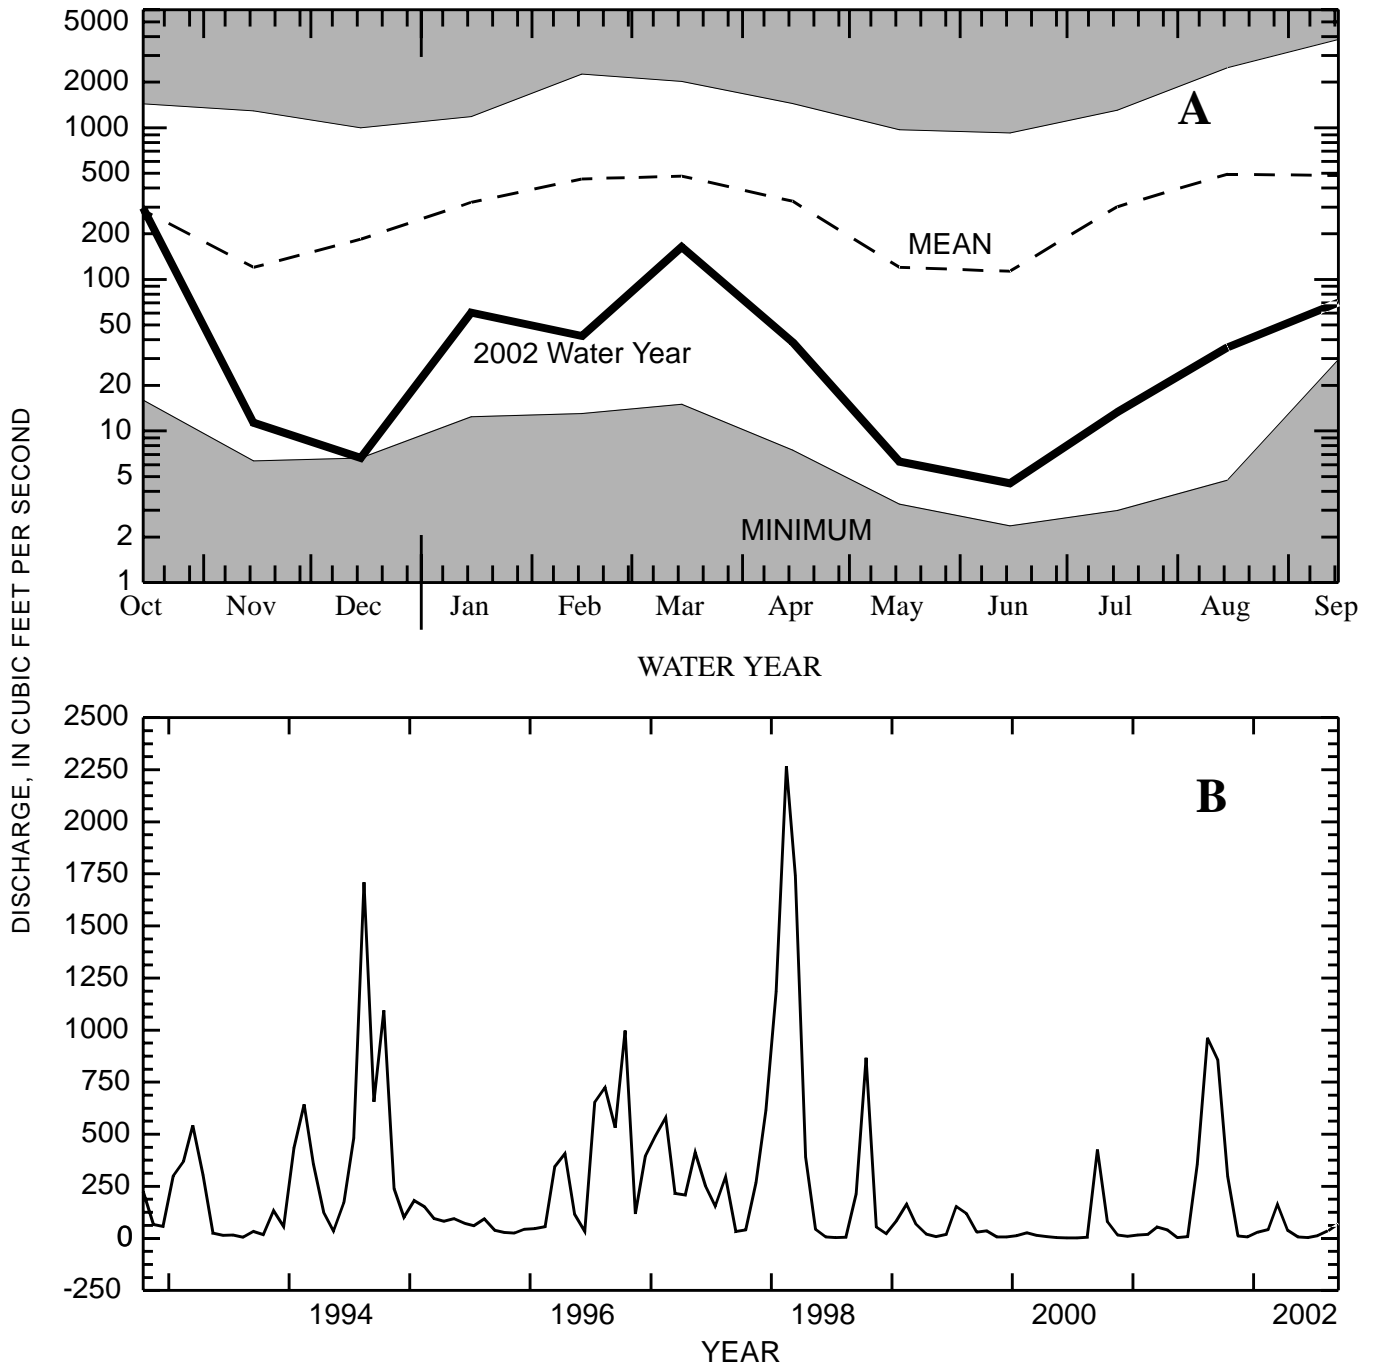 5000
2000
1000
500
200
100
50
20
10
5
2
1
A
MEAN
2002 Water Year
MINIMUM
Oct Nov Dec Jan Feb Mar Apr May Jun Jul Aug Sep
WATER YEAR
DISCHARGE, IN CUBIC FEET PER SECOND
2500
2250
2000
1750
1500
1250
1000
750
500
250
0
-250
B
1994 1996 1998 2000 2002
YEAR